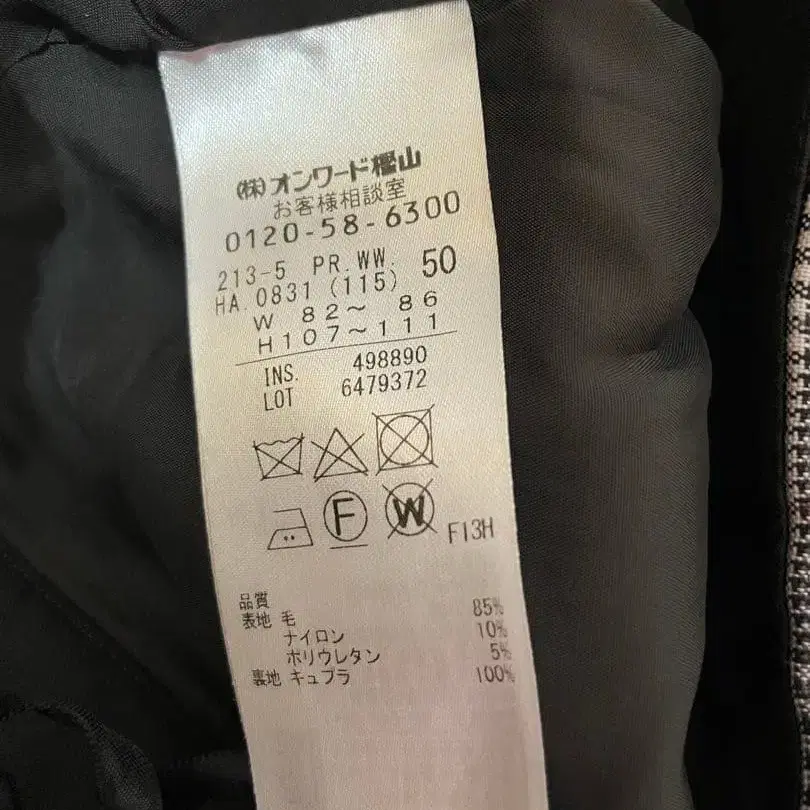 (株)オンワード樫山
お客様相談室
0120-58-6300
213-5 PR.WW. 50
HA.0831 (115)
W 82～ 86
H107～111
INS. 498890
LOT 6479372
F W F13H
品質
表地 毛 85%
ナイロン 10%
ポリウレタン 5%
裏地 キュプラ 100%